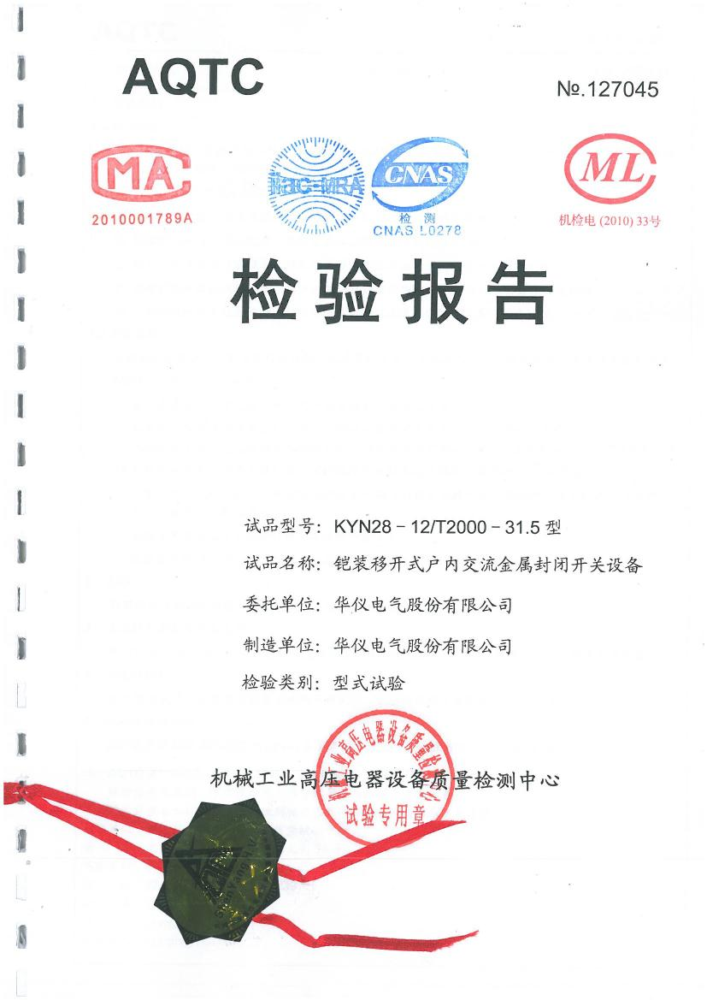 AQTC
№.127045
MA
2010001789A
ilac-MRA
CNAS
检 测
CNAS L0278
ML
机检电 (2010) 33号
检验报告
试品型号：KYN28－12/T2000－31.5 型
试品名称：铠装移开式户内交流金属封闭开关设备
委托单位：华仪电气股份有限公司
制造单位：华仪电气股份有限公司
检验类别：型式试验
机械工业高压电器设备质量检测中心
机械工业高压电器设备质量检测中心
试验专用章